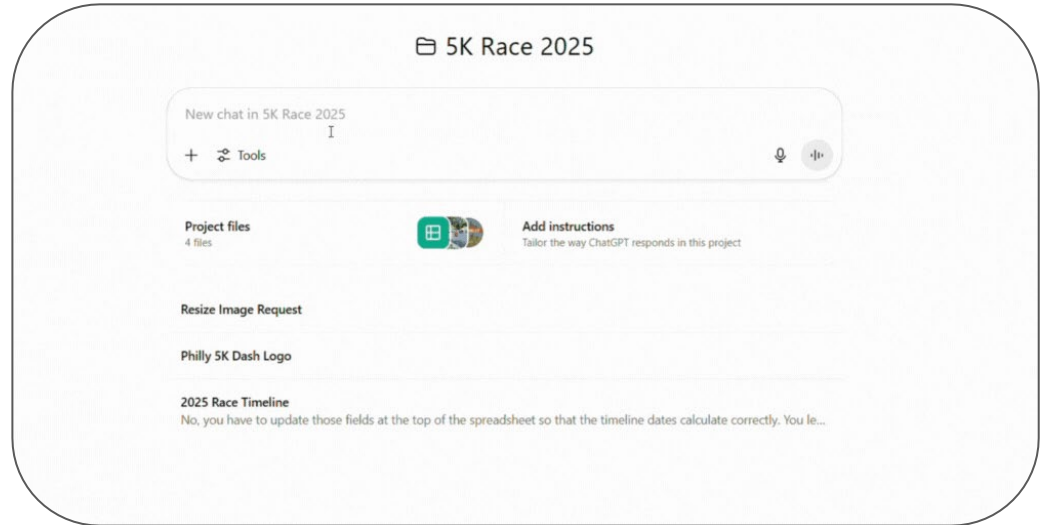 5K Race 2025
New chat in 5K Race 2025
Tools
Project files
4 files
Add instructions
Tailor the way ChatGPT responds in this project
Resize Image Request
Philly 5K Dash Logo
2025 Race Timeline
No, you have to update those fields at the top of the spreadsheet so that the timeline dates calculate correctly. You le...